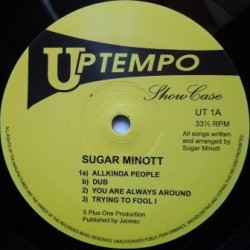 UPTEMPO
ShowCase
UT 1A
33⅓ RPM
All songs written
and arranged by
Sugar Minott
SUGAR MINOTT
1a) ALLKINDA PEOPLE
b) DUB
2) YOU ARE ALWAYS AROUND
3) TRYING TO FOOL I
S Plus One Production
Published by Jamrec